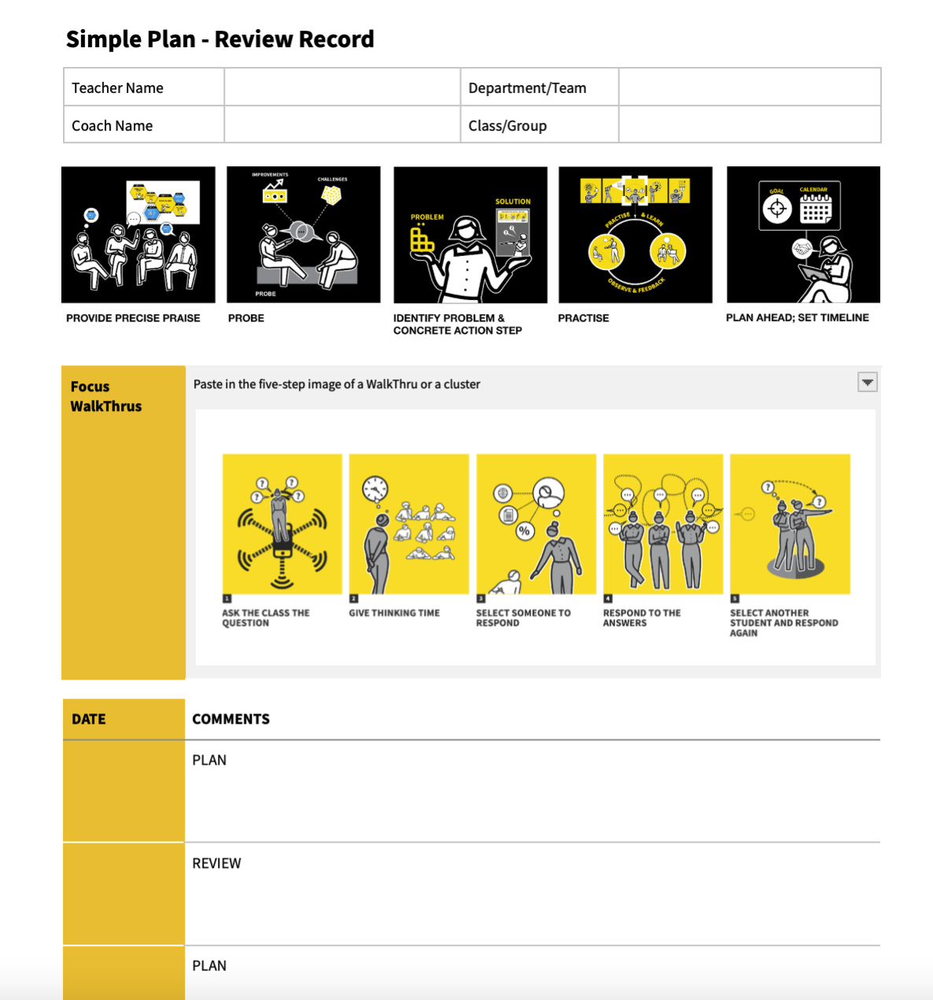 Simple Plan - Review Record
Teacher Name
Department/Team
Coach Name
Class/Group
IMPROVEMENTS
CHALLENGES
PROBE
PROBLEM
SOLUTION
PRACTISE & LEARN
OBSERVE & FEEDBACK
GOAL
CALENDAR
PROVIDE PRECISE PRAISE
PROBE
IDENTIFY PROBLEM &
CONCRETE ACTION STEP
PRACTISE
PLAN AHEAD; SET TIMELINE
Focus
WalkThrus
Paste in the five-step image of a WalkThru or a cluster
? ? ? ?
%
? ?
1
ASK THE CLASS THE
QUESTION
2
GIVE THINKING TIME
3
SELECT SOMEONE TO
RESPOND
4
RESPOND TO THE
ANSWERS
5
SELECT ANOTHER
STUDENT AND RESPOND
AGAIN
DATE
COMMENTS
PLAN
REVIEW
PLAN